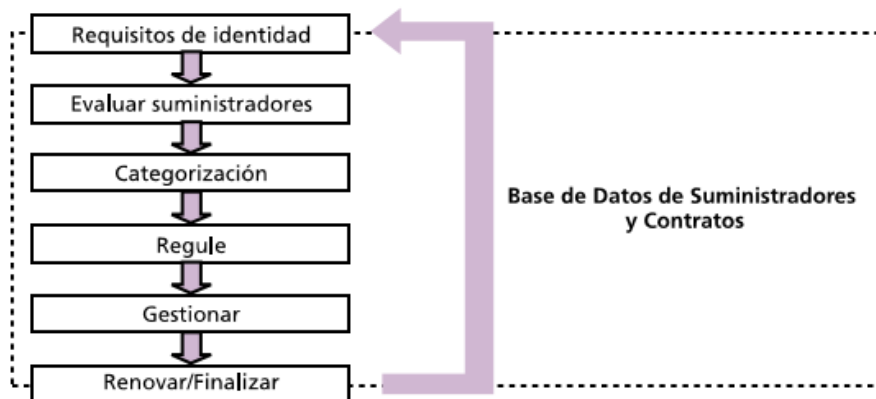 Requisitos de identidad
Evaluar suministradores
Categorización
Regule
Gestionar
Renovar/Finalizar
Base de Datos de Suministradores
y Contratos